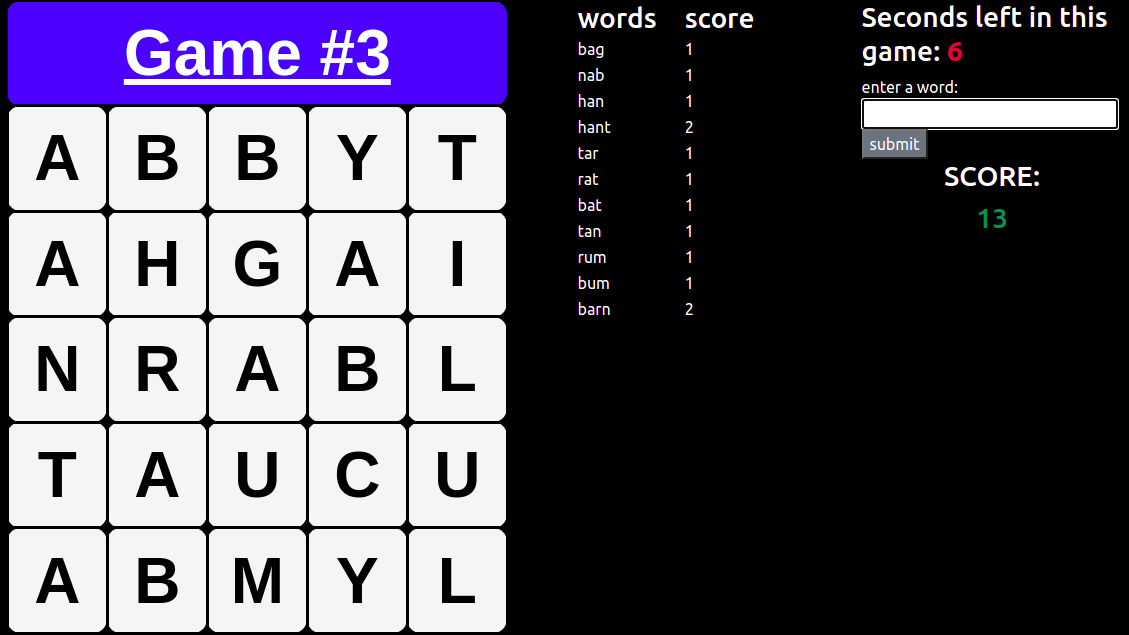 Game #3
A B B Y T
A H G A I
N R A B L
T A U C U
A B M Y L
words score
bag 1
nab 1
han 1
hant 2
tar 1
rat 1
bat 1
tan 1
rum 1
bum 1
barn 2
Seconds left in this
game: 6
enter a word:
submit
SCORE:
13